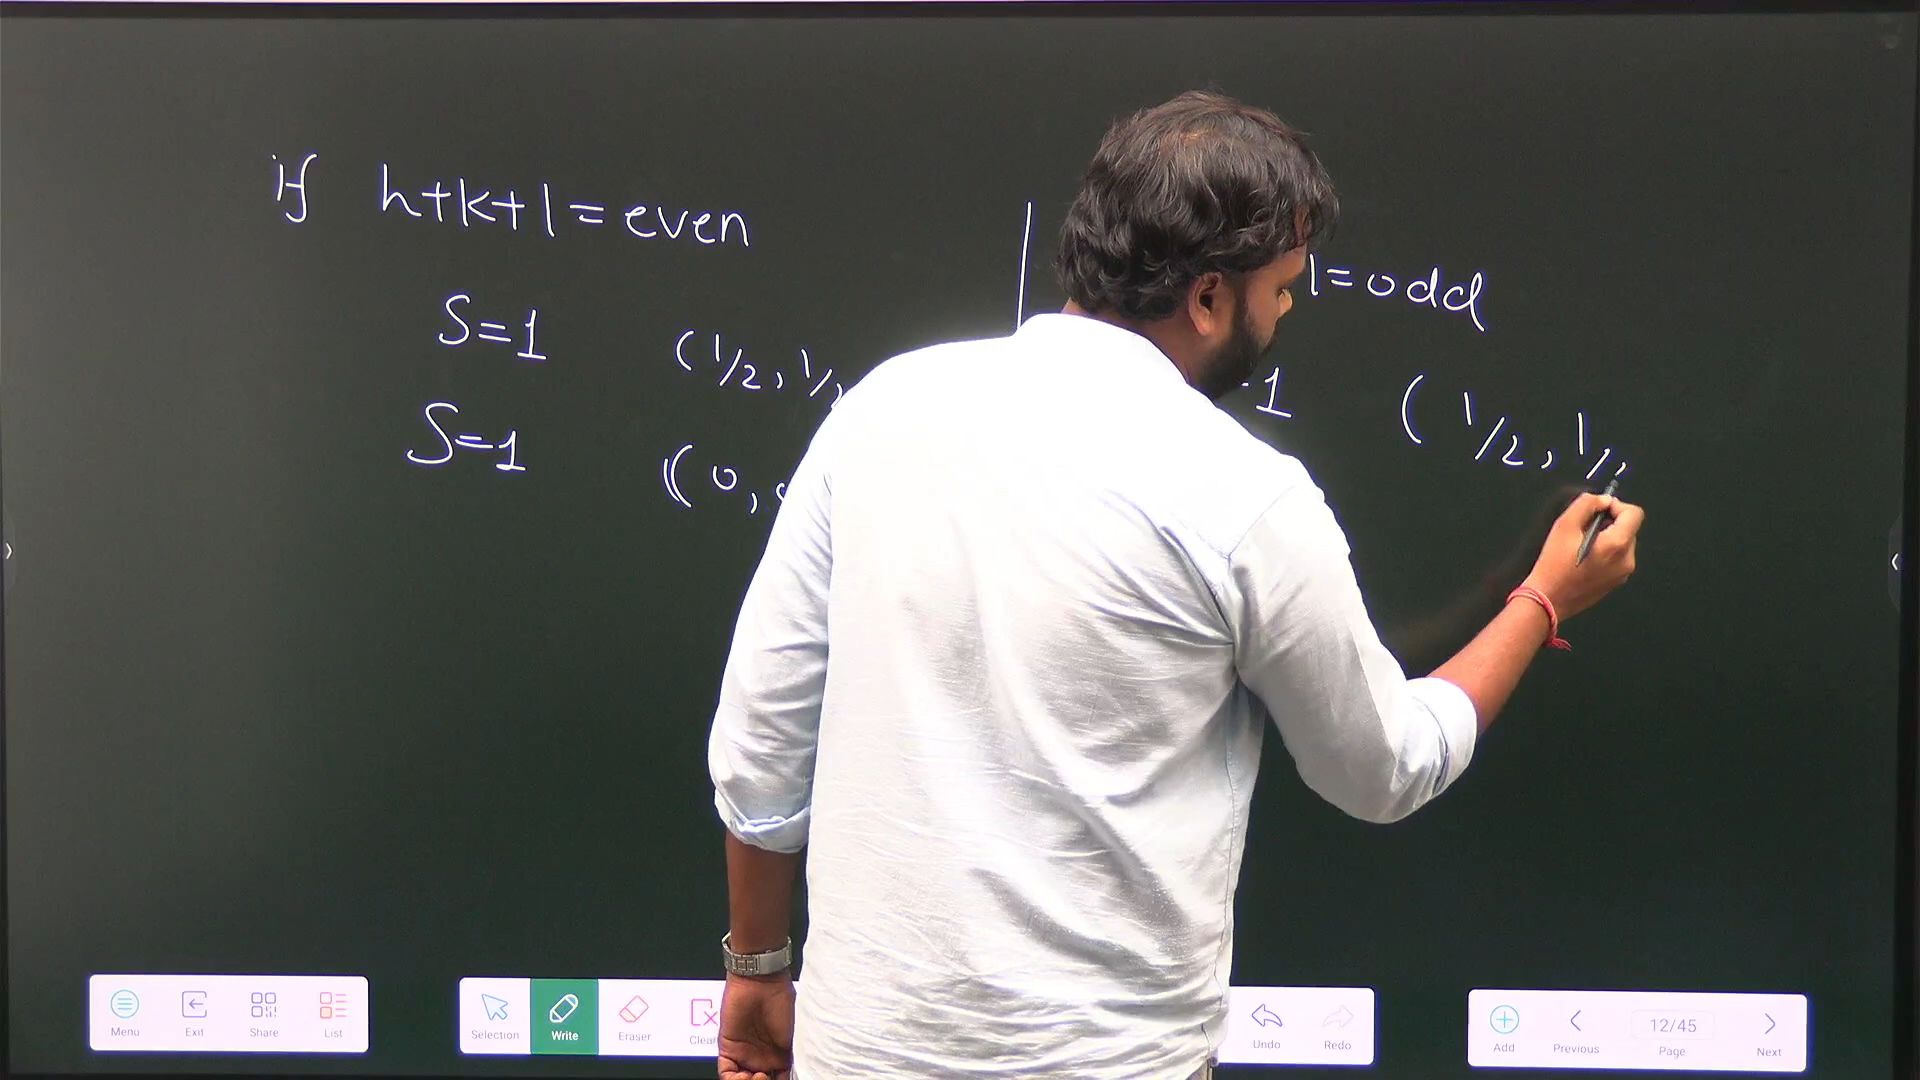 if h+k+l=even
l=odd
S=1 (1/2, 1/
1 (1/2, 1/
S=1 ((0,
Menu Exit Share List
Selection Write Eraser Clear
Undo Redo
Add Previous 12/45 Page Next